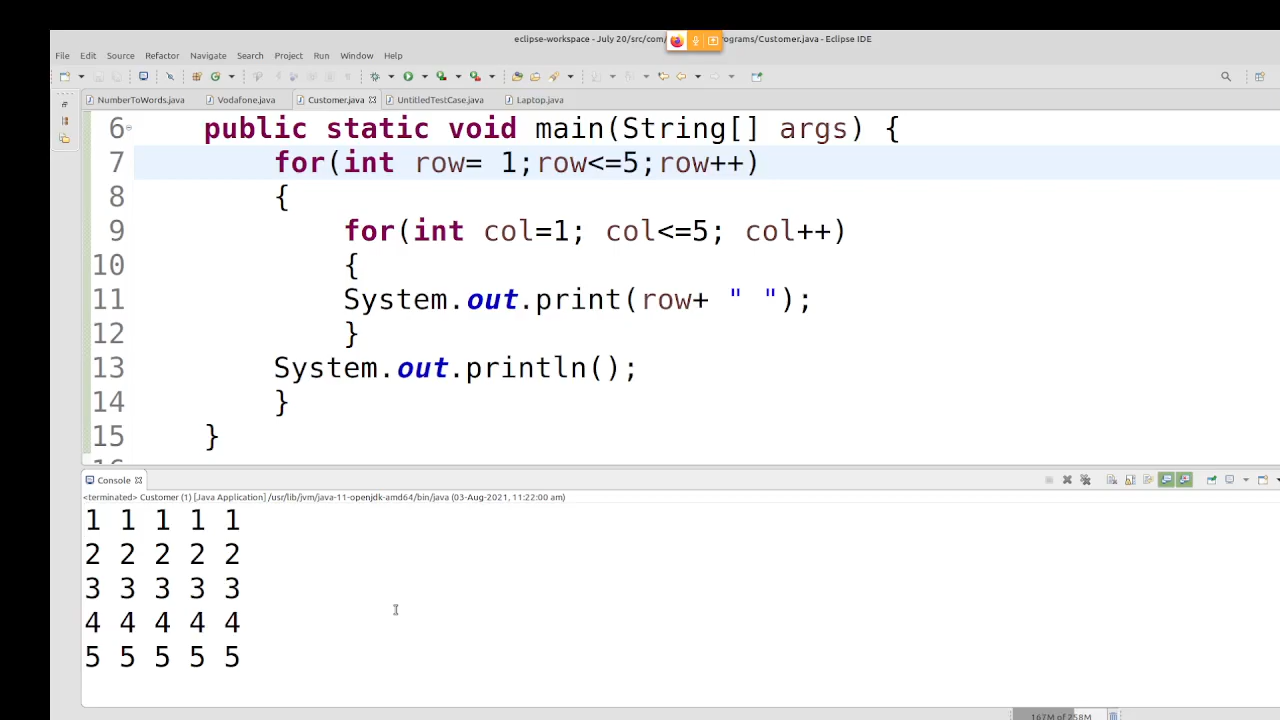 eclipse-workspace - July 20/src/com/ rograms/Customer.java - Eclipse IDE
File Edit Source Refactor Navigate Search Project Run Window Help
NumberToWords.java Vodafone.java Customer.java UntitledTestCase.java Laptop.java
6 public static void main(String[] args) {
7 for(int row= 1;row<=5;row++)
8 {
9 for(int col=1; col<=5; col++)
10 {
11 System.out.print(row+ " ");
12 }
13 System.out.println();
14 }
15 }
Console
<terminated> Customer (1) [Java Application] /usr/lib/jvm/java-11-openjdk-amd64/bin/java (03-Aug-2021, 11:22:00 am)
1 1 1 1 1
2 2 2 2 2
3 3 3 3 3
4 4 4 4 4
5 5 5 5 5
167M of 258M